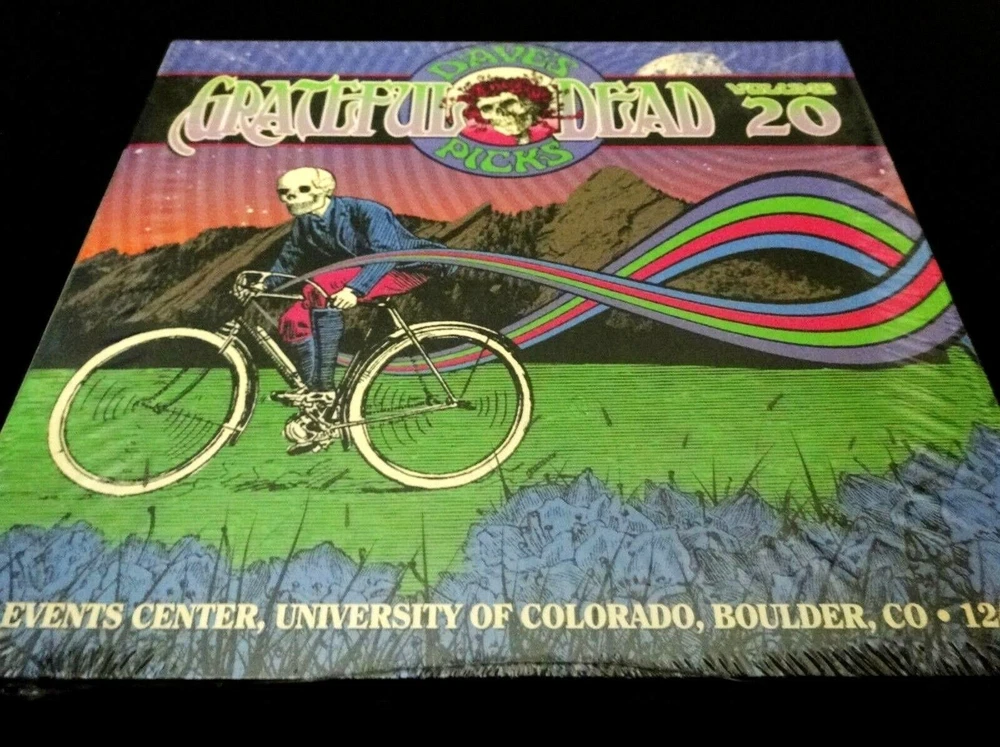 DAVE'S
GRATEFUL DEAD
VOLUME
20
PICKS
EVENTS CENTER, UNIVERSITY OF COLORADO, BOULDER, CO • 12